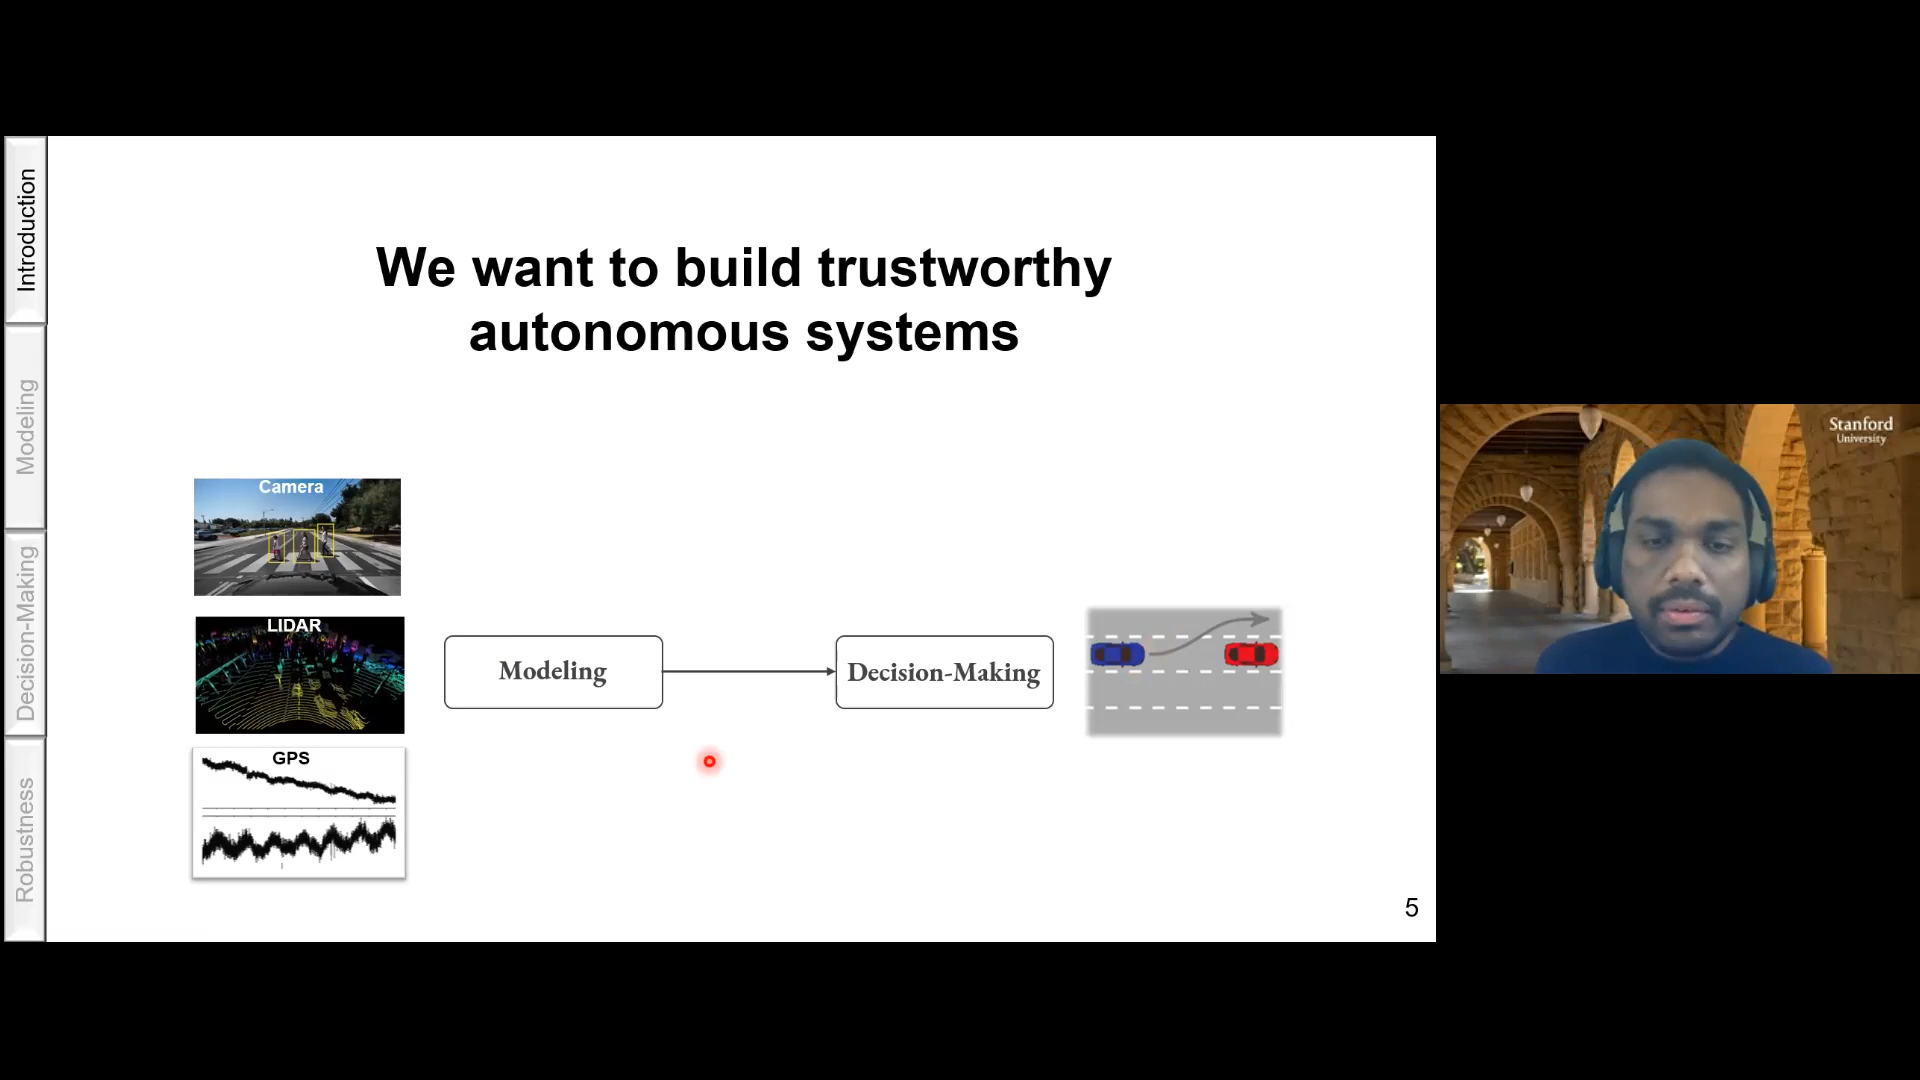 Introduction
Modeling
Decision-Making
Robustness
We want to build trustworthy
autonomous systems
Camera
LIDAR
GPS
Modeling
Decision-Making
5
Stanford
University